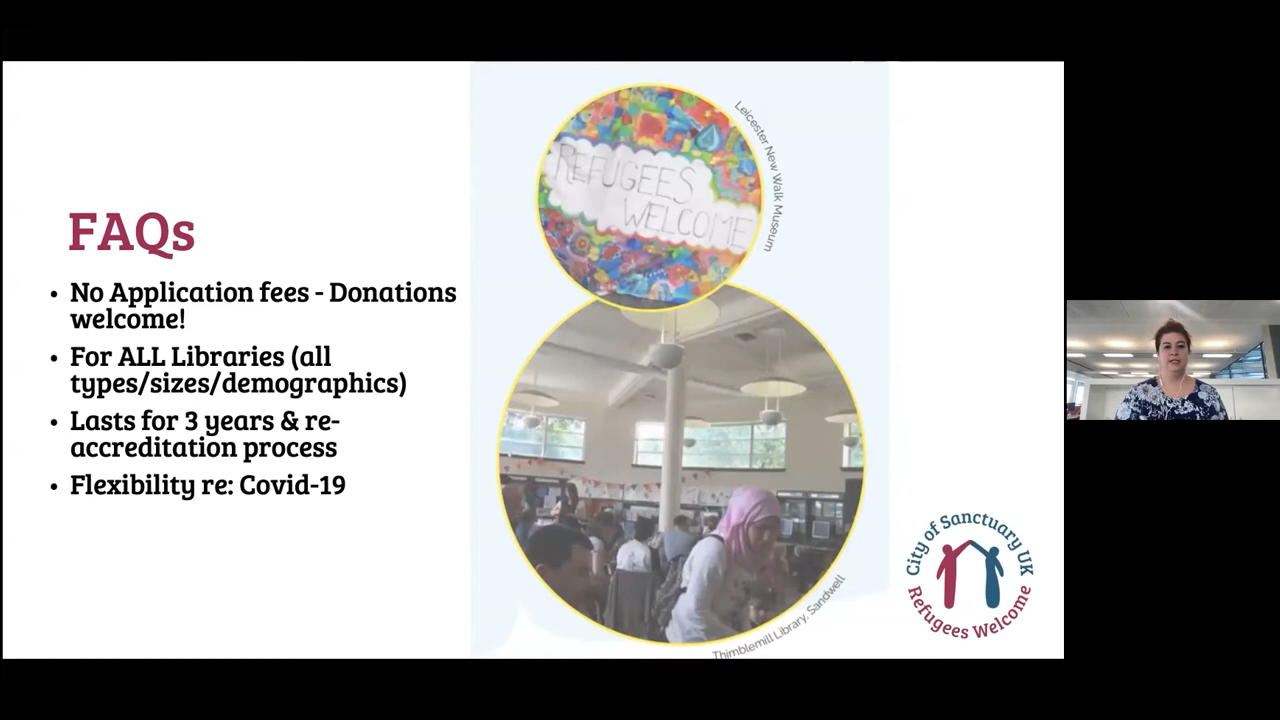 FAQs
• No Application fees - Donations
welcome!
• For ALL Libraries (all
types/sizes/demographics)
• Lasts for 3 years & re-
accreditation process
• Flexibility re: Covid-19
REFUGEES
WELCOME
Leicester New Walk Museum
Thimblemill Library, Sandwell
City of Sanctuary UK
Refugees Welcome